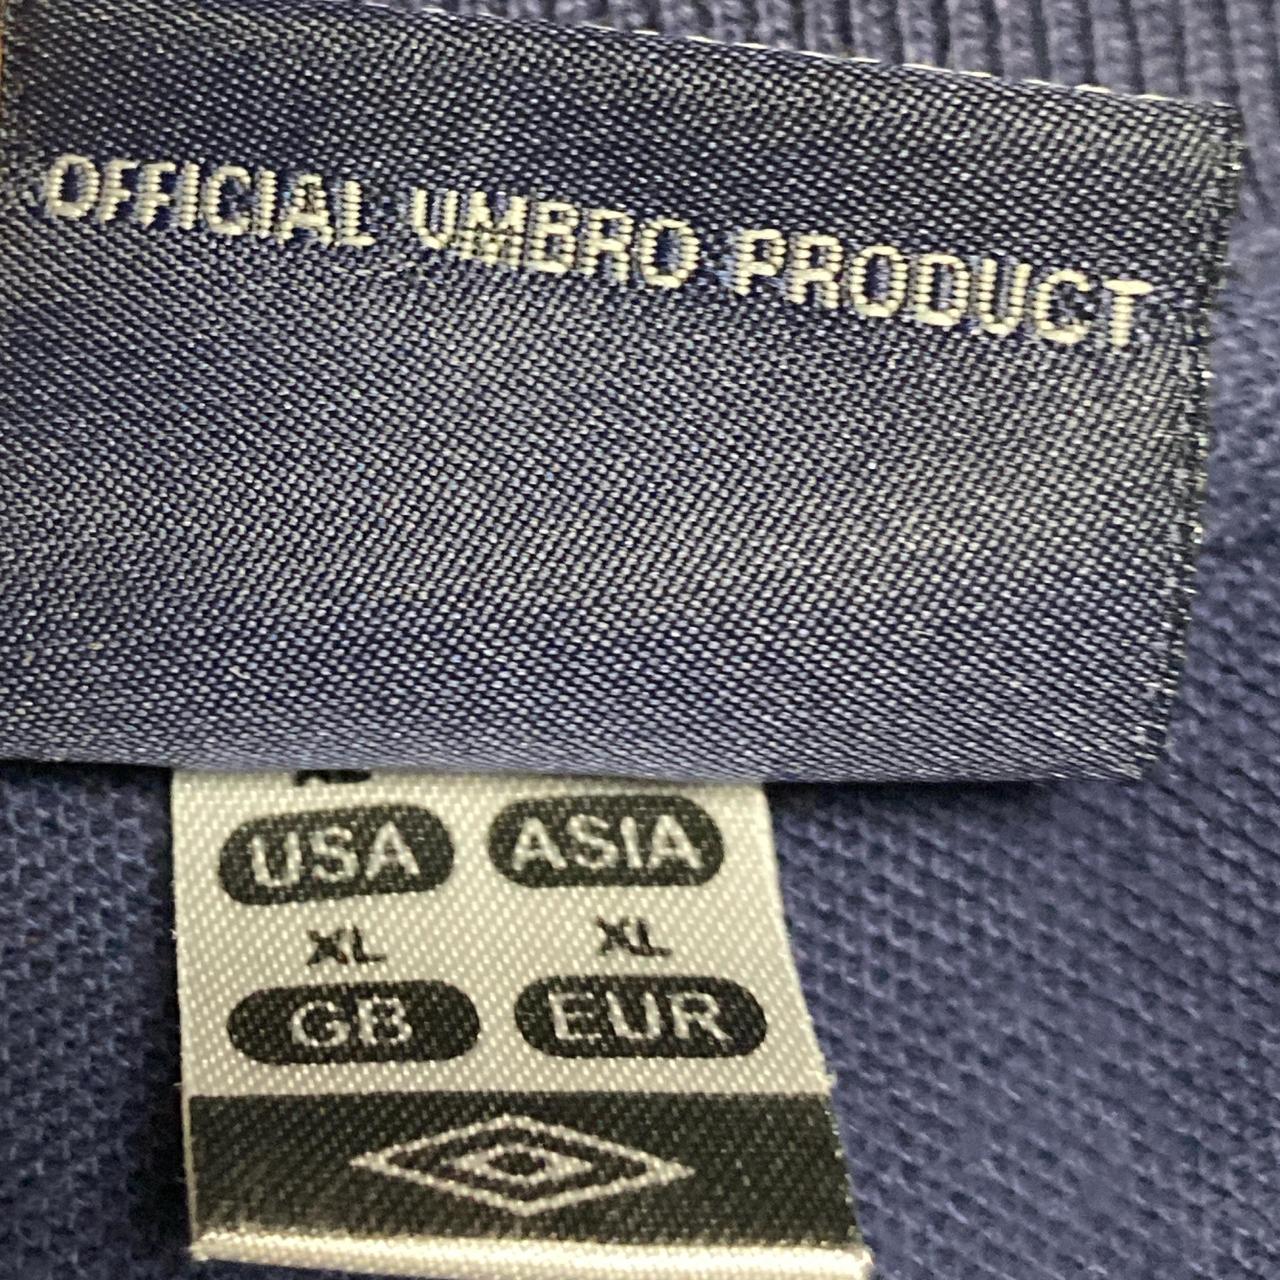 OFFICIAL UMBRO PRODUCT
USA ASIA
XL XL
GB EUR